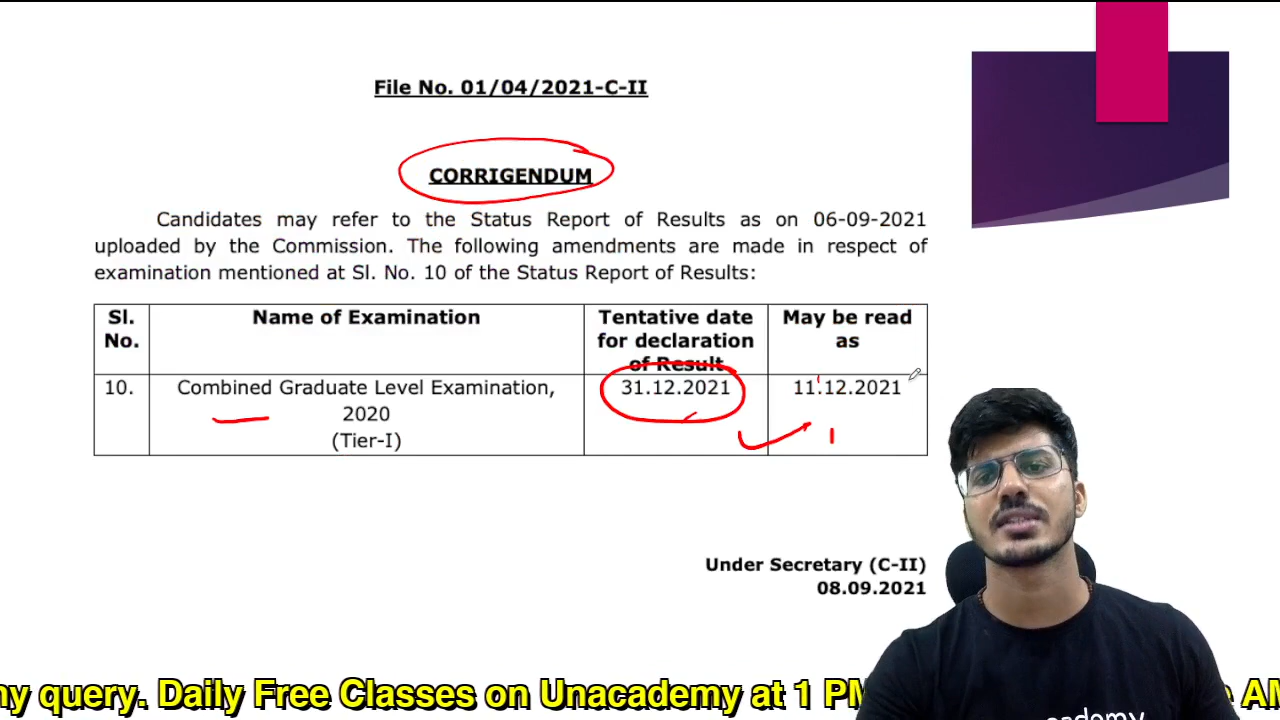 File No. 01/04/2021-C-II
CORRIGENDUM
Candidates may refer to the Status Report of Results as on 06-09-2021
uploaded by the Commission. The following amendments are made in respect of
examination mentioned at Sl. No. 10 of the Status Report of Results:
Sl. No.
Name of Examination
Tentative date for declaration of Result
May be read as
10.
Combined Graduate Level Examination, 2020 (Tier-I)
31.12.2021
11.12.2021
Under Secretary (C-II)
08.09.2021
query. Daily Free Classes on Unacademy at 1